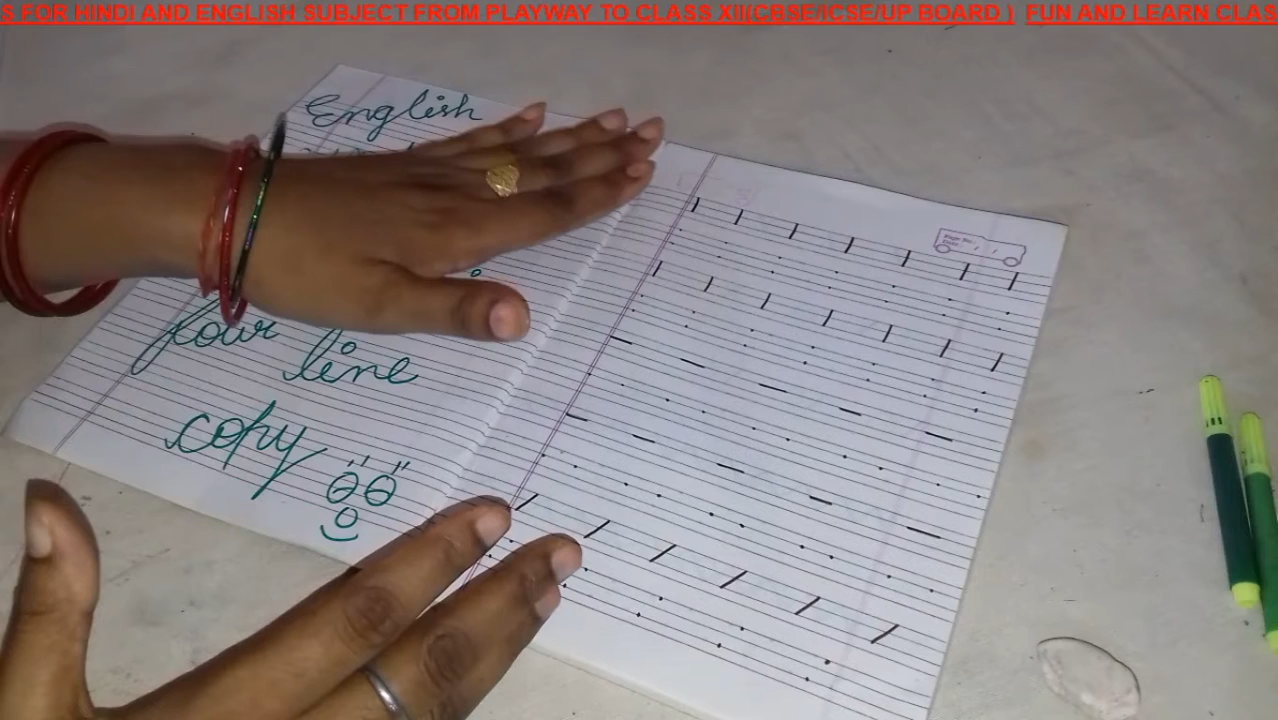 S FOR HINDI AND ENGLISH SUBJECT FROM PLAYWAY TO CLASS XII(CBSE/ICSE/UP BOARD ) FUN AND LEARN CLAS
English
four line
copy